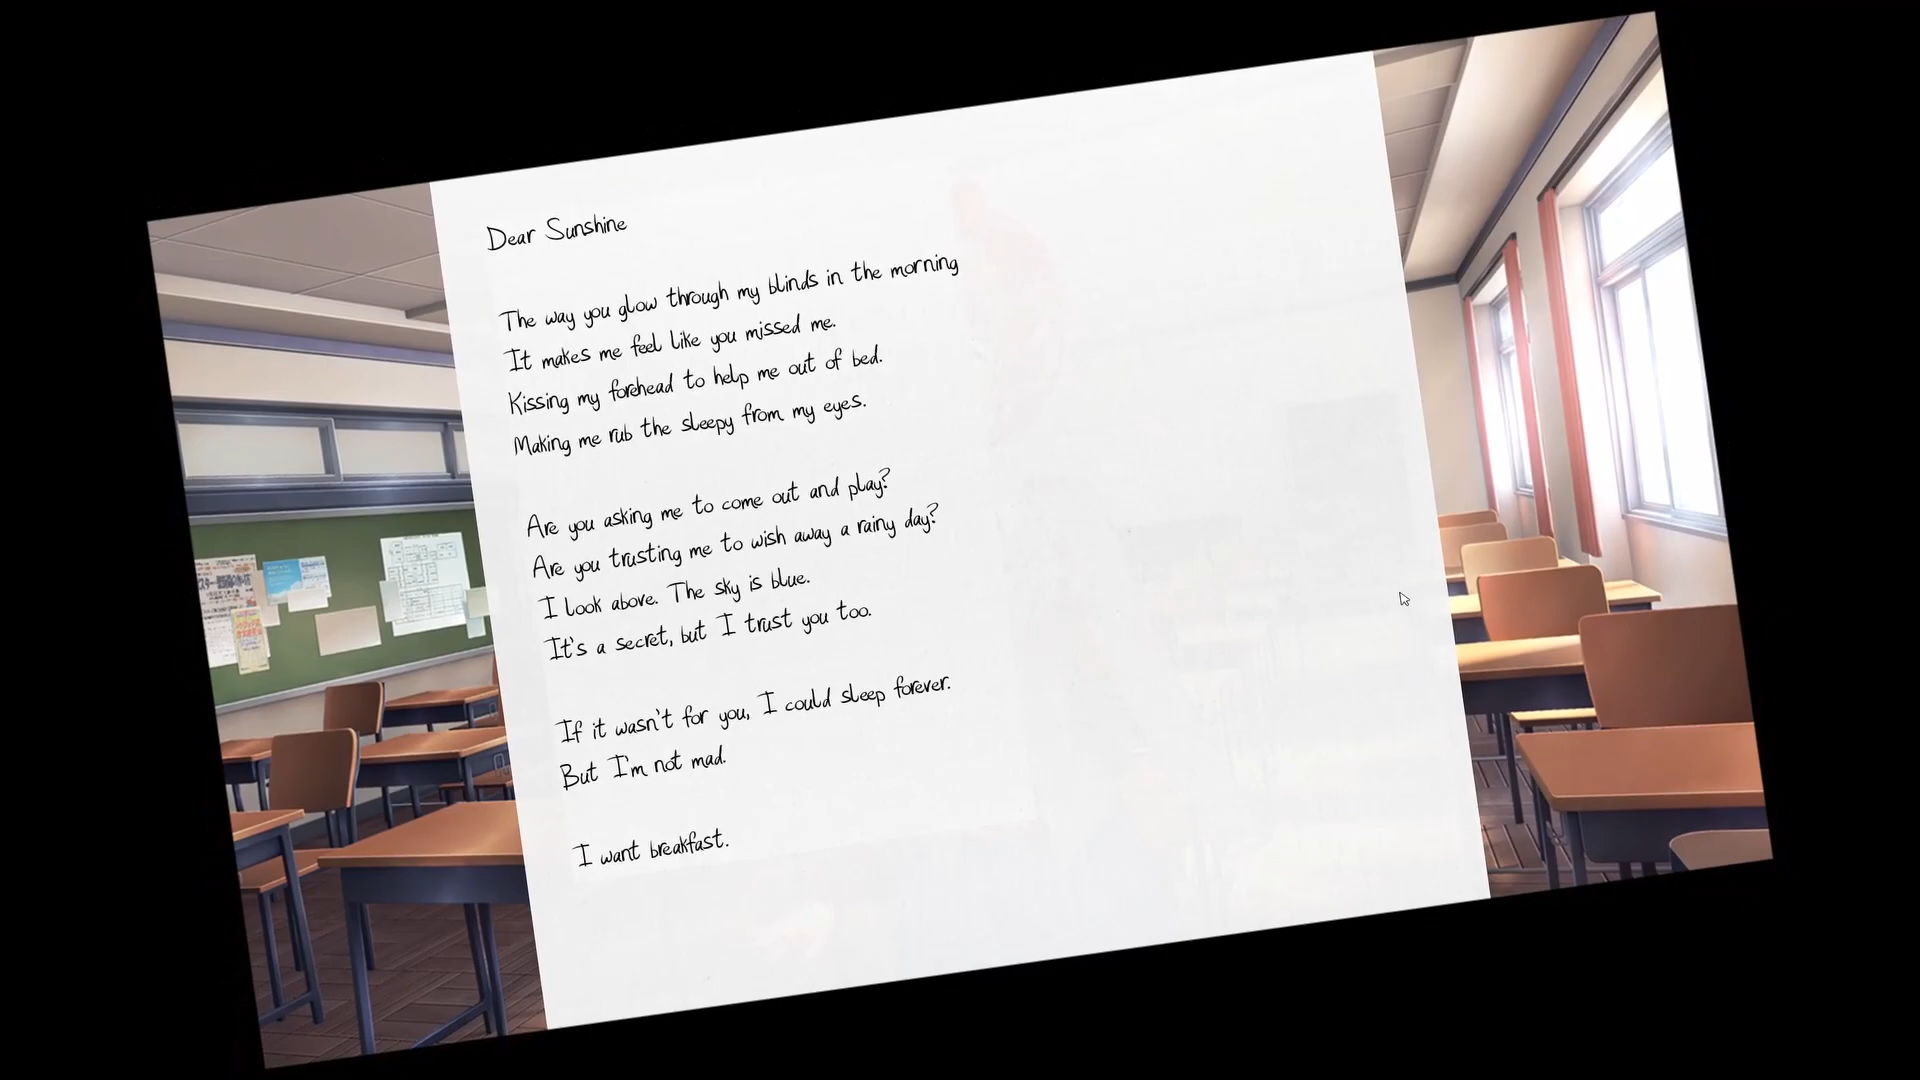 Dear Sunshine
The way you glow through my blinds in the morning
It makes me feel like you missed me.
Kissing my forehead to help me out of bed.
Making me rub the sleepy from my eyes.
Are you asking me to come out and play?
Are you trusting me to wish away a rainy day?
I look above. The sky is blue.
It's a secret, but I trust you too.
If it wasn't for you, I could sleep forever.
But I'm not mad.
I want breakfast.